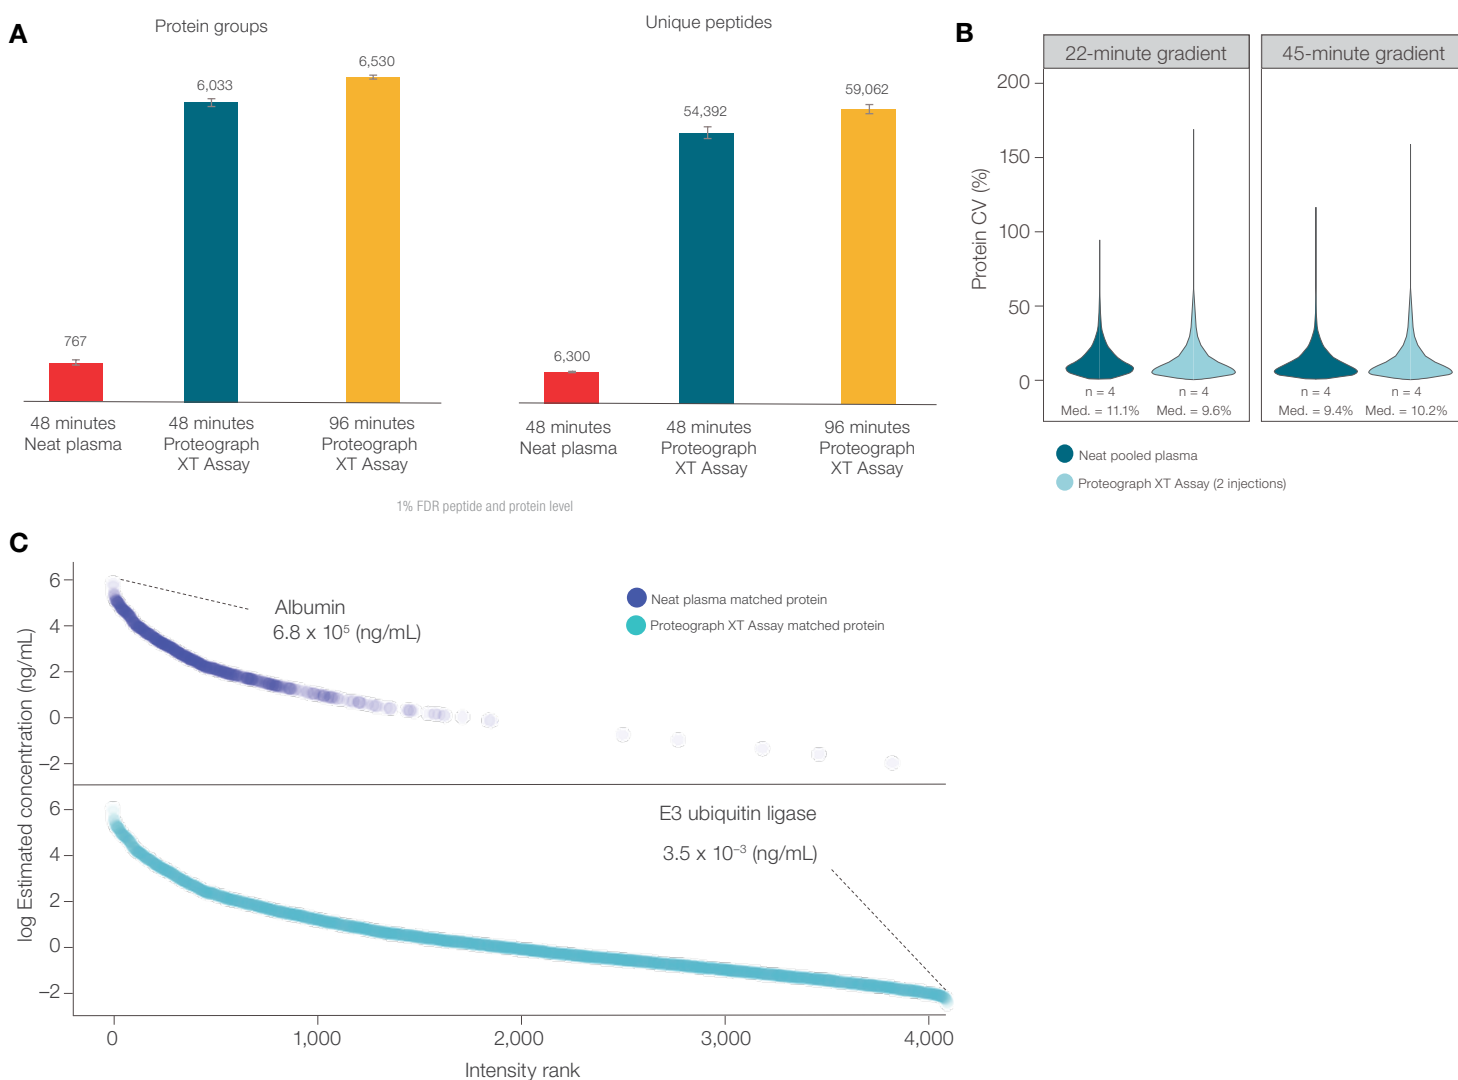 A
Protein groups
Unique peptides
767
6,033
6,530
6,300
54,392
59,062
48 minutes
Neat plasma
48 minutes
Proteograph
XT Assay
96 minutes
Proteograph
XT Assay
48 minutes
Neat plasma
48 minutes
Proteograph
XT Assay
96 minutes
Proteograph
XT Assay
1% FDR peptide and protein level
B
22-minute gradient
45-minute gradient
Protein CV (%)
200
150
100
50
0
n = 4
Med. = 11.1%
n = 4
Med. = 9.6%
n = 4
Med. = 9.4%
n = 4
Med. = 10.2%
Neat pooled plasma
Proteograph XT Assay (2 injections)
C
log Estimated concentration (ng/mL)
6
4
2
0
−2
Albumin
6.8 x 10⁵ (ng/mL)
Neat plasma matched protein
Proteograph XT Assay matched protein
6
4
2
0
−2
E3 ubiquitin ligase
3.5 x 10⁻³ (ng/mL)
0
1,000
2,000
3,000
4,000
Intensity rank